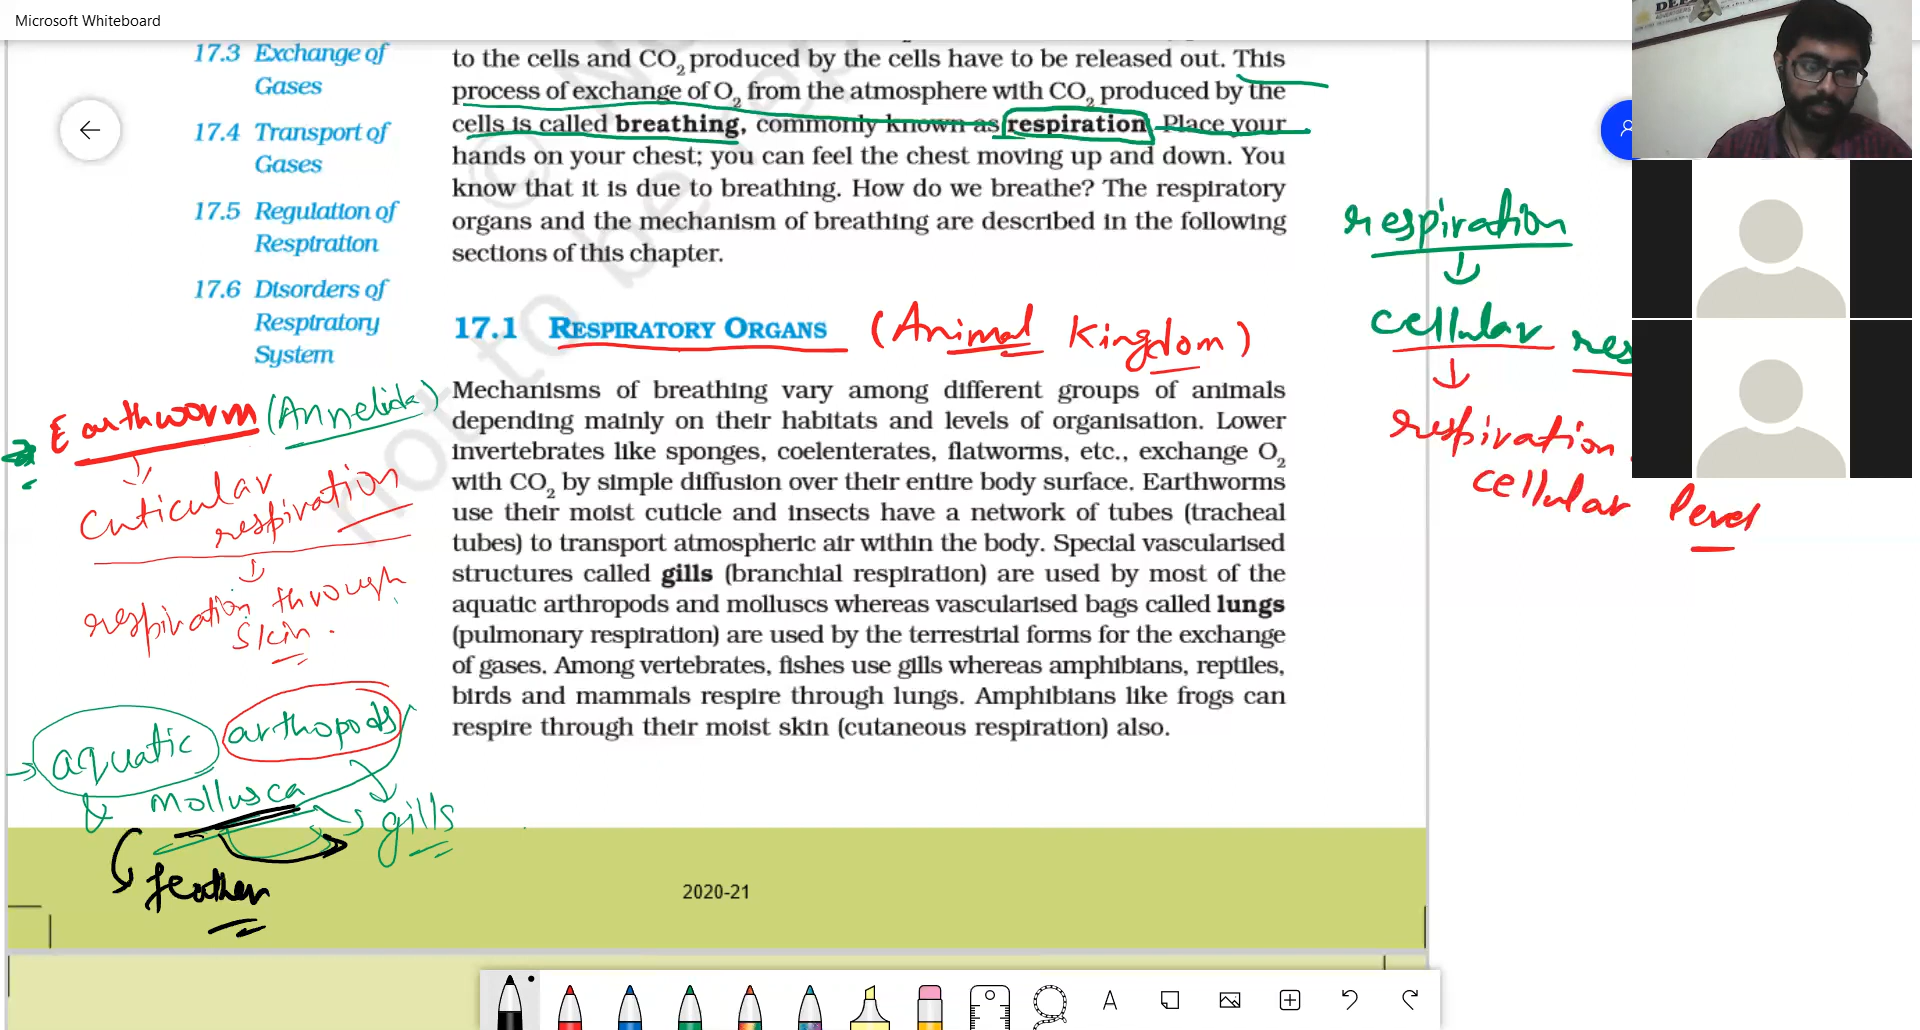 Microsoft Whiteboard
17.3 Exchange of
Gases
17.4 Transport of
Gases
17.5 Regulation of
Respiration
17.6 Disorders of
Respiratory
System
to the cells and CO2 produced by the cells have to be released out. This
process of exchange of O2 from the atmosphere with CO2 produced by the
cells is called breathing, commonly known as respiration. Place your
hands on your chest; you can feel the chest moving up and down. You
know that it is due to breathing. How do we breathe? The respiratory
organs and the mechanism of breathing are described in the following
sections of this chapter.
17.1 RESPIRATORY ORGANS (Animal Kingdom)
Mechanisms of breathing vary among different groups of animals
depending mainly on their habitats and levels of organisation. Lower
invertebrates like sponges, coelenterates, flatworms, etc., exchange O2
with CO2 by simple diffusion over their entire body surface. Earthworms
use their moist cuticle and insects have a network of tubes (tracheal
tubes) to transport atmospheric air within the body. Special vascularised
structures called gills (branchial respiration) are used by most of the
aquatic arthropods and molluscs whereas vascularised bags called lungs
(pulmonary respiration) are used by the terrestrial forms for the exchange
of gases. Among vertebrates, fishes use gills whereas amphibians, reptiles,
birds and mammals respire through lungs. Amphibians like frogs can
respire through their moist skin (cutaneous respiration) also.
Earthworm (Annelida)
Cuticular
respiration
respiration through
skin.
aquatic arthopods
& mollusca
gills
feather
respiration
cellular res
respiration
cellular level
2020-21